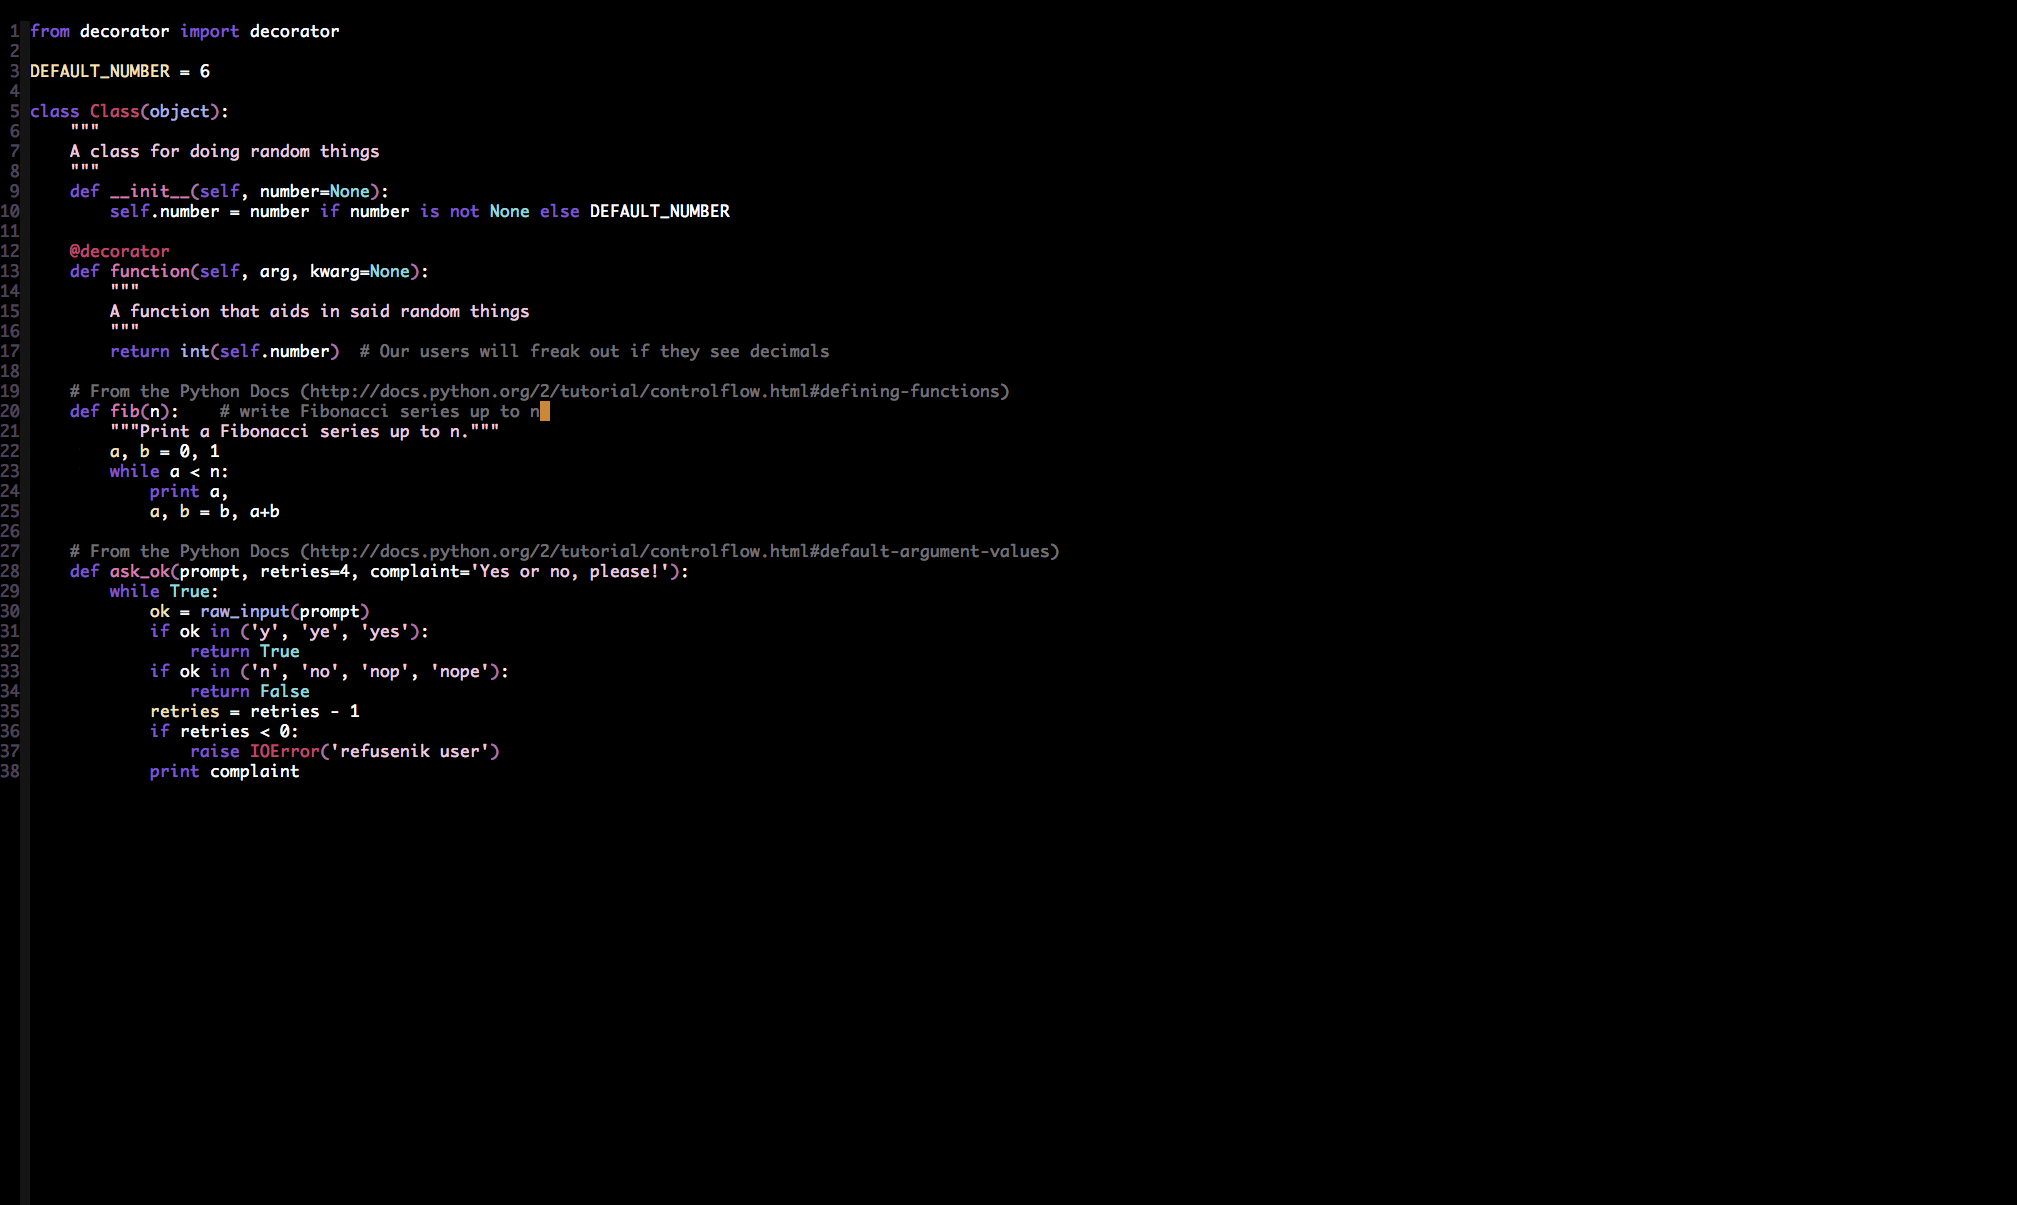 1 from decorator import decorator
2
3 DEFAULT_NUMBER = 6
4
5 class Class(object):
6     """
7     A class for doing random things
8     """
9     def __init__(self, number=None):
10         self.number = number if number is not None else DEFAULT_NUMBER
11
12     @decorator
13     def function(self, arg, kwarg=None):
14         """
15         A function that aids in said random things
16         """
17         return int(self.number)  # Our users will freak out if they see decimals
18
19     # From the Python Docs (http://docs.python.org/2/tutorial/controlflow.html#defining-functions)
20     def fib(n):    # write Fibonacci series up to n
21         """Print a Fibonacci series up to n."""
22         a, b = 0, 1
23         while a < n:
24             print a,
25             a, b = b, a+b
26
27     # From the Python Docs (http://docs.python.org/2/tutorial/controlflow.html#default-argument-values)
28     def ask_ok(prompt, retries=4, complaint='Yes or no, please!'):
29         while True:
30             ok = raw_input(prompt)
31             if ok in ('y', 'ye', 'yes'):
32                 return True
33             if ok in ('n', 'no', 'nop', 'nope'):
34                 return False
35             retries = retries - 1
36             if retries < 0:
37                 raise IOError('refusenik user')
38             print complaint